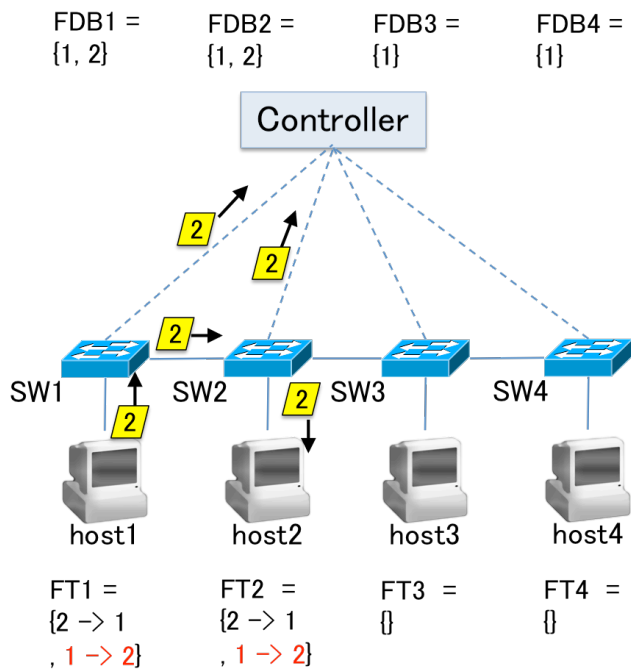 FDB1 = FDB2 = FDB3 = FDB4 =
{1, 2} {1, 2} {1} {1}
Controller
2
2
2
SW1 SW2 SW3 SW4
2
2
host1 host2 host3 host4
FT1 = FT2 = FT3 = FT4 =
{2 -> 1 {2 -> 1 {} {}
, 1 -> 2} , 1 -> 2}